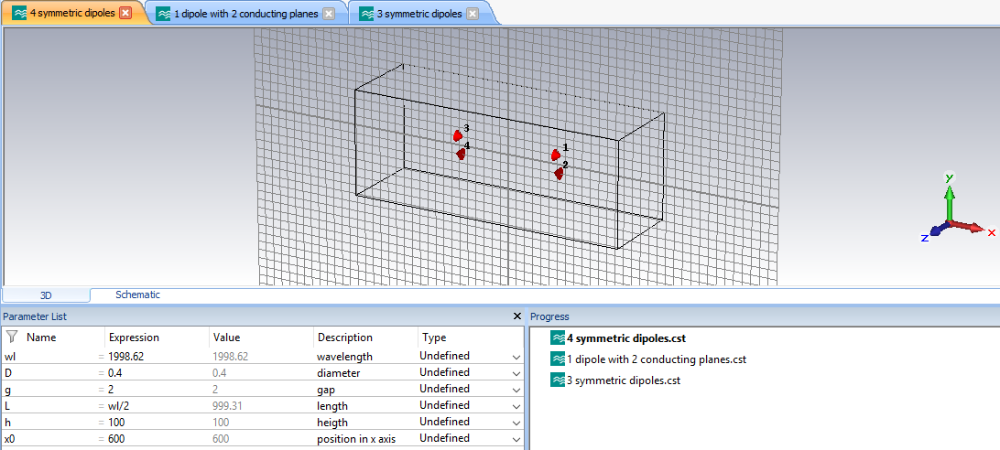 4 symmetric dipoles 1 dipole with 2 conducting planes 3 symmetric dipoles
3
4 1
2
y
x
z
3D Schematic
Parameter List
Name Expression Value Description Type
wl = 1998.62 1998.62 wavelength Undefined
D = 0.4 0.4 diameter Undefined
g = 2 2 gap Undefined
L = wl/2 999.31 length Undefined
h = 100 100 heigth Undefined
x0 = 600 600 position in x axis Undefined
Progress
4 symmetric dipoles.cst
1 dipole with 2 conducting planes.cst
3 symmetric dipoles.cst